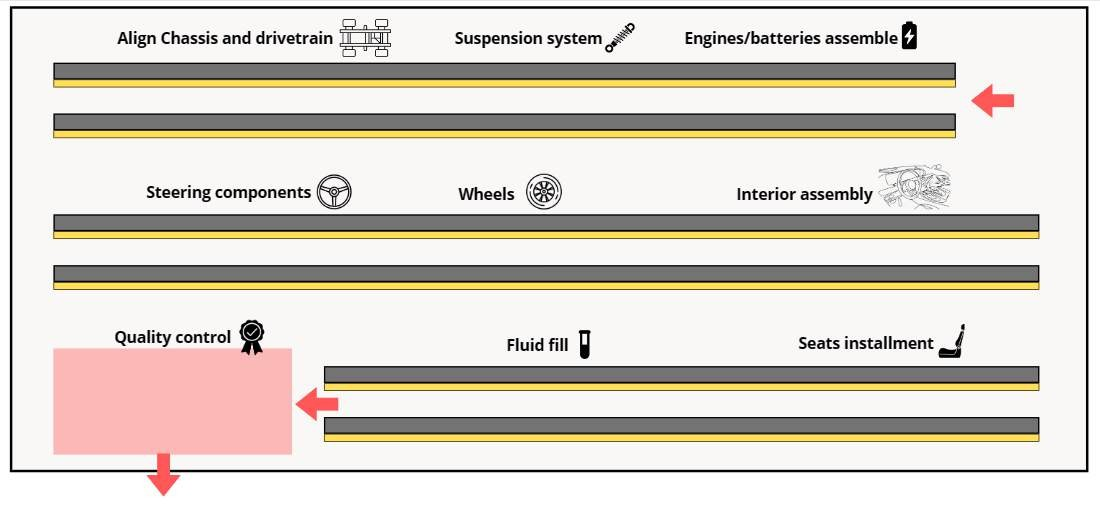 Align Chassis and drivetrain
Suspension system
Engines/batteries assemble
Steering components
Wheels
Interior assembly
Quality control
Fluid fill
Seats installment